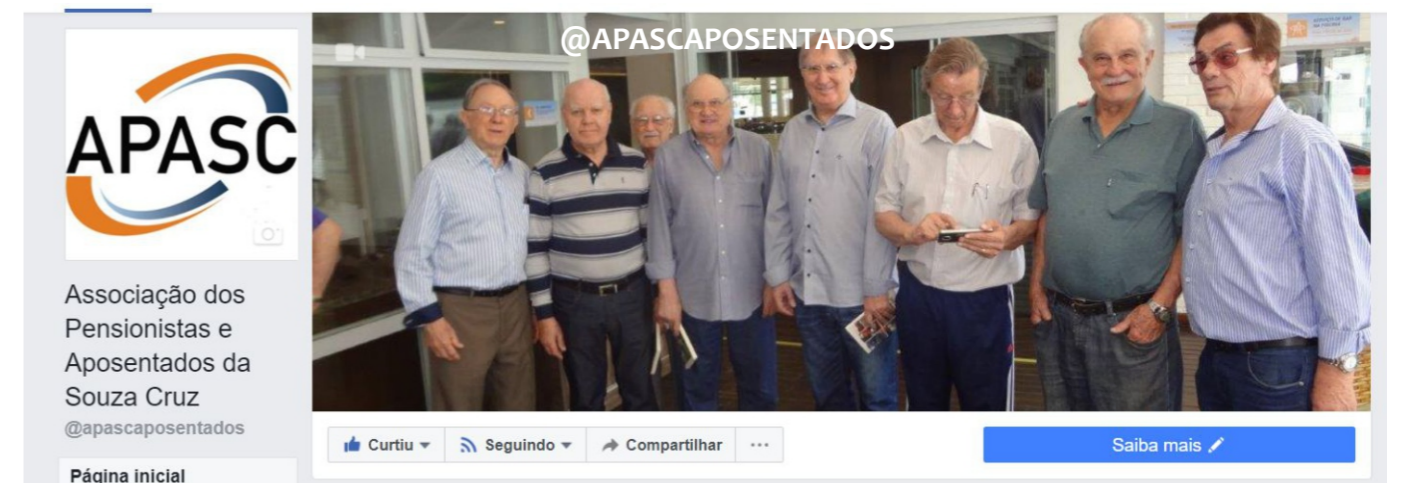 @APASCAPOSENTADOS
APASC
Associação dos
Pensionistas e
Aposentados da
Souza Cruz
@apascaposentados
Página inicial
Curtiu
Seguindo
Compartilhar
Saiba mais